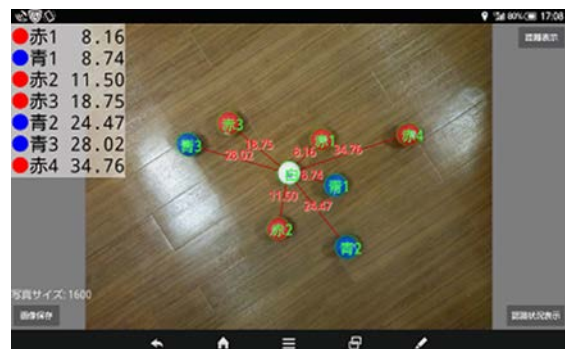 80% 17:08
赤1 8.16
青1 8.74
赤2 11.50
赤3 18.75
青2 24.47
青3 28.02
赤4 34.76
距離表示
赤3
赤1
赤4
青3
18.75
8.16
34.76
28.02
白
8.74
青1
11.50
24.47
赤2
青2
写真サイズ:1600
画像保存
認識状況表示